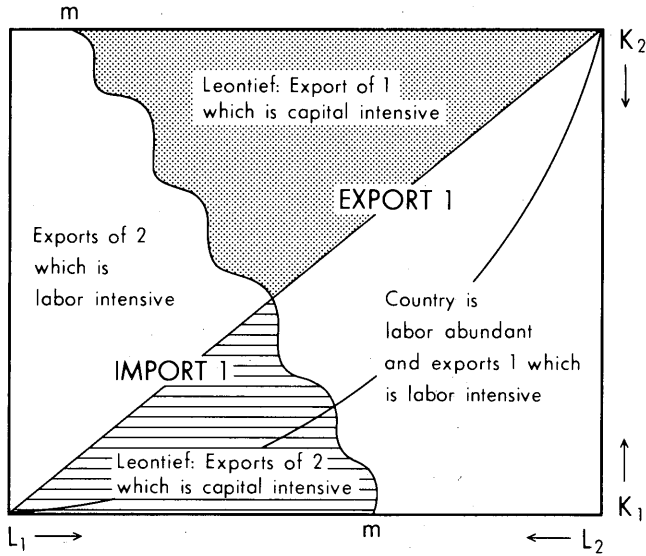 m
K2
Leontief: Export of 1
which is capital intensive
EXPORT 1
Exports of 2
which is
labor intensive
Country is
labor abundant
and exports 1 which
is labor intensive
IMPORT 1
Leontief: Exports of 2
which is capital intensive
K1
L1
m
L2